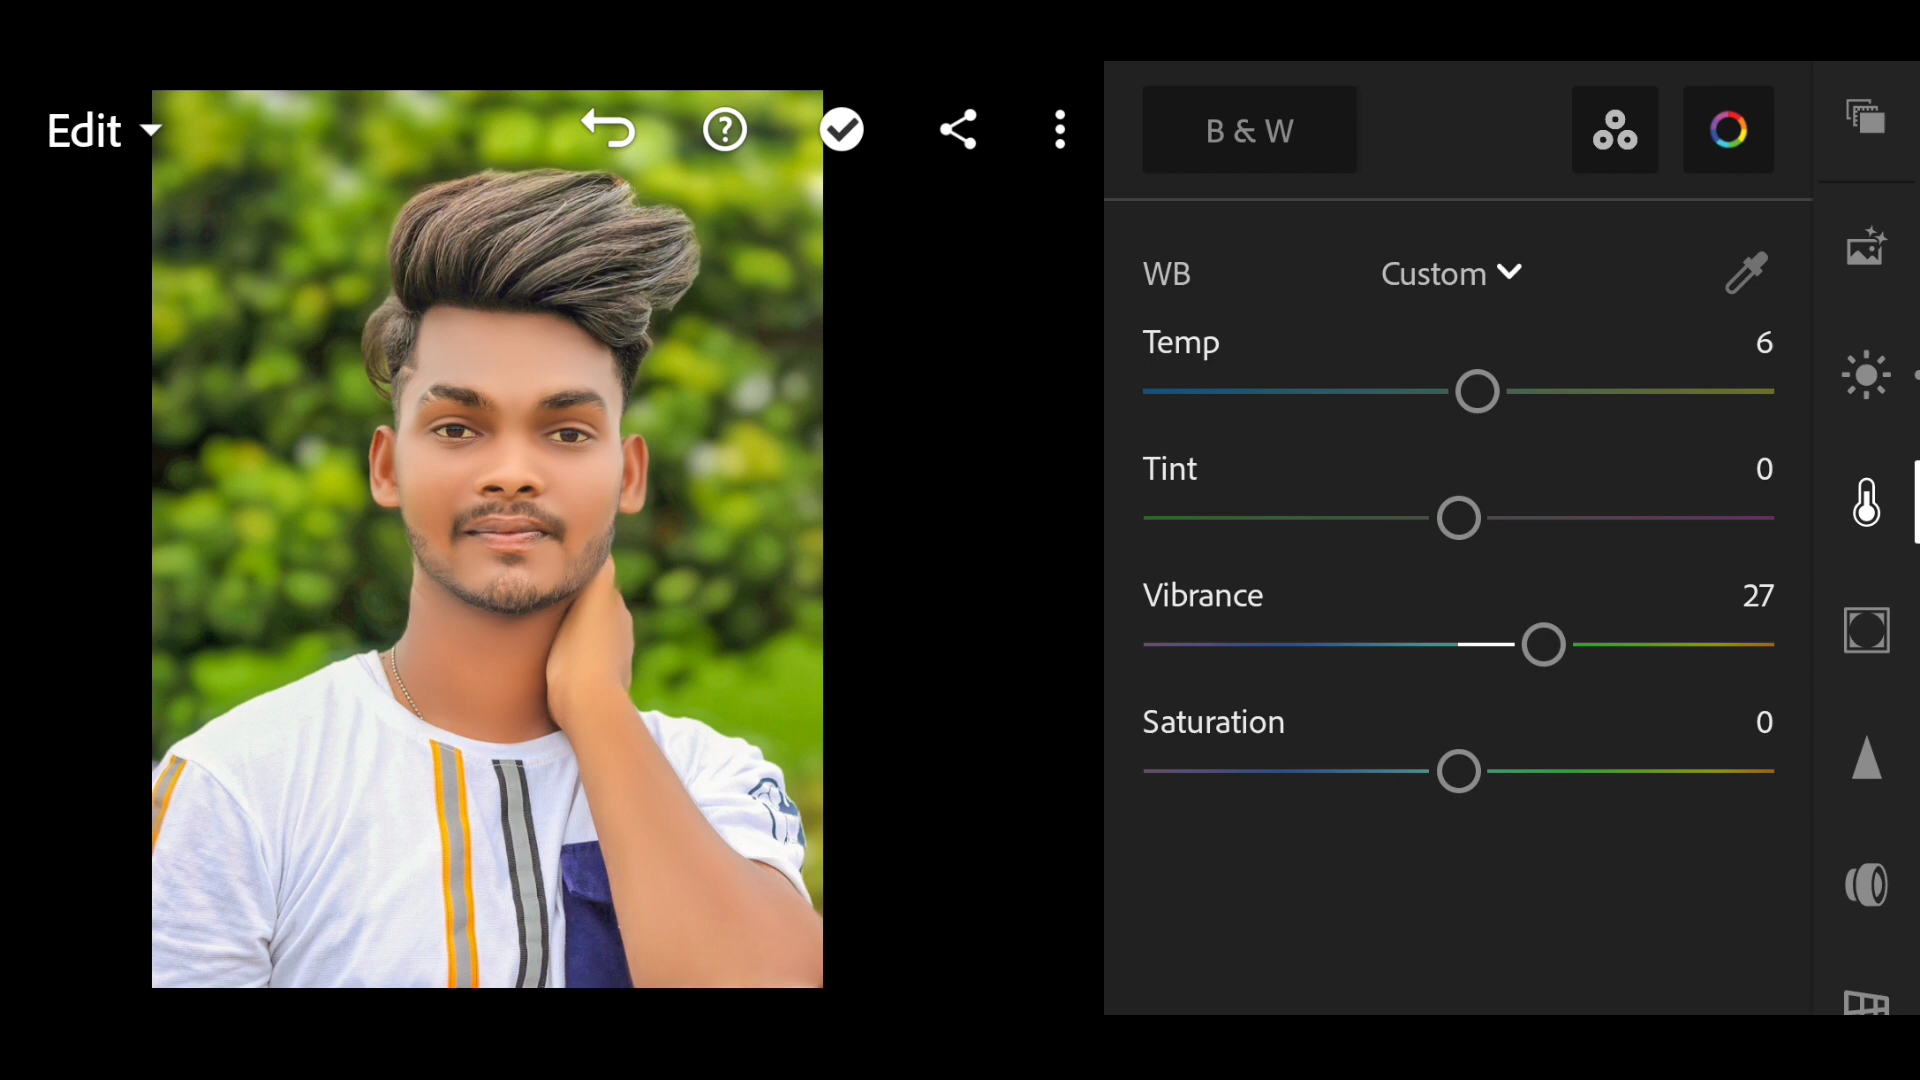 Edit
B & W
WB Custom
Temp 6
Tint 0
Vibrance 27
Saturation 0